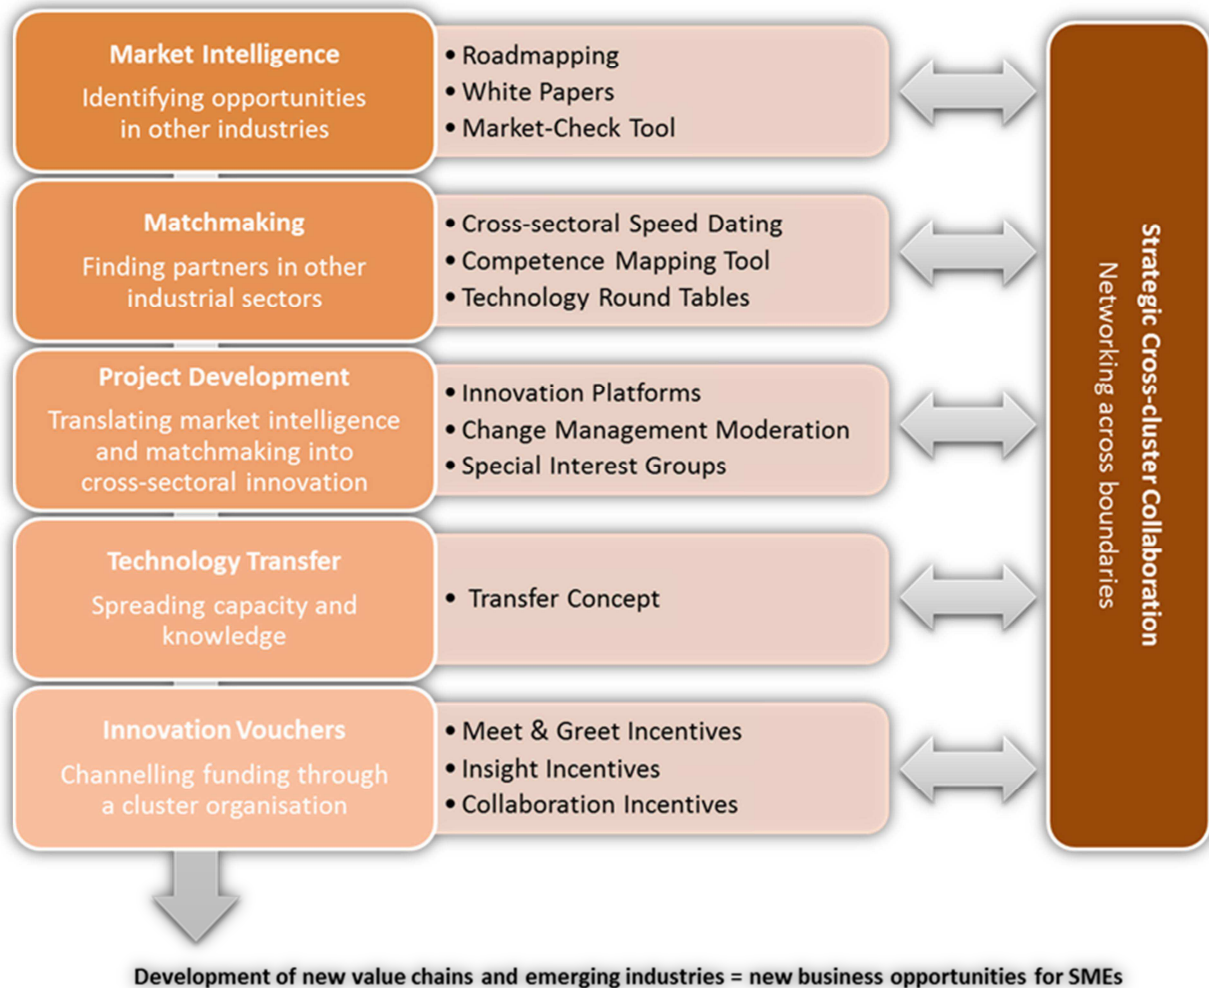 Market Intelligence
Identifying opportunities
in other industries
• Roadmapping
• White Papers
• Market-Check Tool
Matchmaking
Finding partners in other
industrial sectors
• Cross-sectoral Speed Dating
• Competence Mapping Tool
• Technology Round Tables
Project Development
Translating market intelligence
and matchmaking into
cross-sectoral innovation
• Innovation Platforms
• Change Management Moderation
• Special Interest Groups
Technology Transfer
Spreading capacity and
knowledge
• Transfer Concept
Innovation Vouchers
Channelling funding through
a cluster organisation
• Meet & Greet Incentives
• Insight Incentives
• Collaboration Incentives
Strategic Cross-cluster Collaboration
Networking across boundaries
Development of new value chains and emerging industries = new business opportunities for SMEs